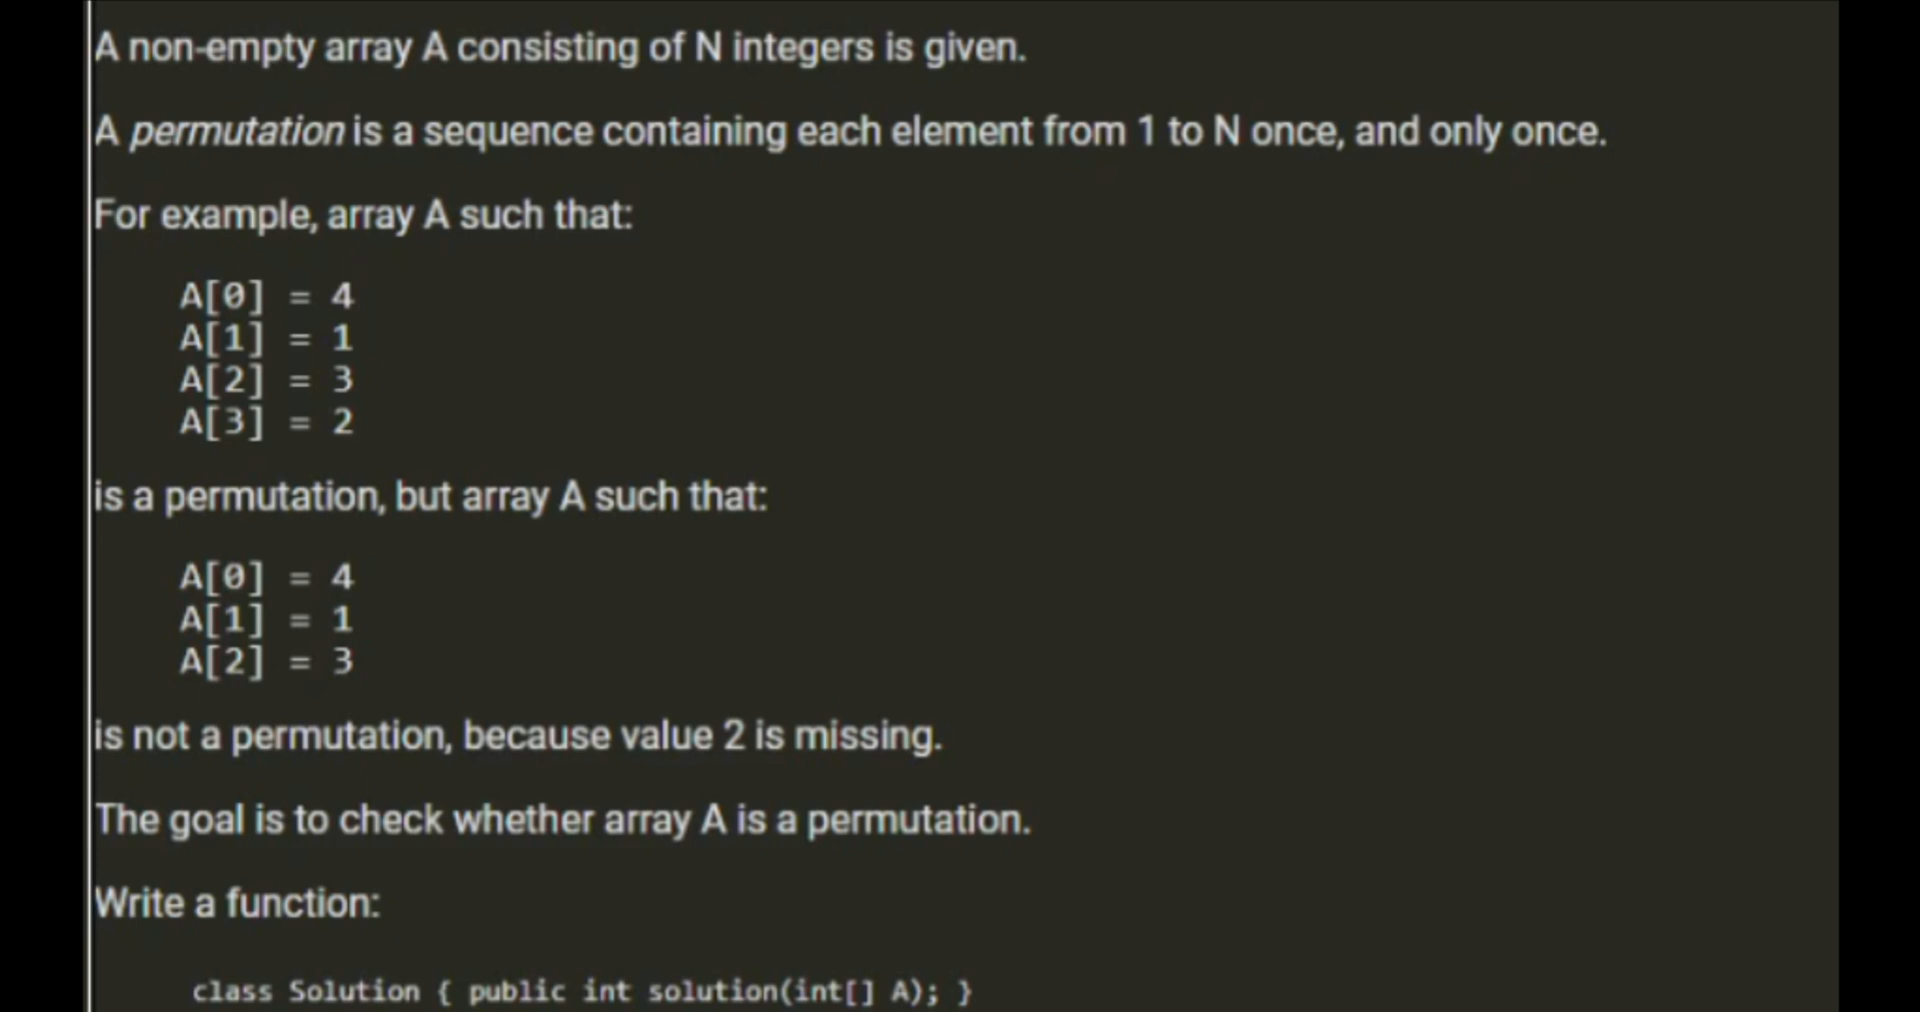 A non-empty array A consisting of N integers is given.
A permutation is a sequence containing each element from 1 to N once, and only once.
For example, array A such that:
A[0] = 4
A[1] = 1
A[2] = 3
A[3] = 2
is a permutation, but array A such that:
A[0] = 4
A[1] = 1
A[2] = 3
is not a permutation, because value 2 is missing.
The goal is to check whether array A is a permutation.
Write a function:
class Solution { public int solution(int[] A); }